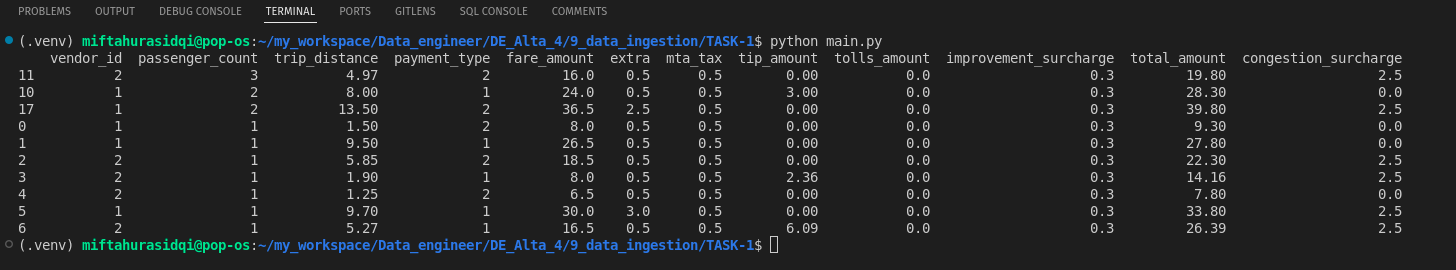 PROBLEMS OUTPUT DEBUG CONSOLE TERMINAL PORTS GITLENS SQL CONSOLE COMMENTS
(.venv) miftahurasidqi@pop-os:~/my_workspace/Data_engineer/DE_Alta_4/9_data_ingestion/TASK-1$ python main.py
vendor_id passenger_count trip_distance payment_type fare_amount extra mta_tax tip_amount tolls_amount improvement_surcharge total_amount congestion_surcharge
11 2 3 4.97 2 16.0 0.5 0.5 0.00 0.0 0.3 19.80 2.5
10 1 2 8.00 1 24.0 0.5 0.5 3.00 0.0 0.3 28.30 0.0
17 1 2 13.50 2 36.5 2.5 0.5 0.00 0.0 0.3 39.80 2.5
0 1 1 1.50 2 8.0 0.5 0.5 0.00 0.0 0.3 9.30 0.0
1 1 1 9.50 1 26.5 0.5 0.5 0.00 0.0 0.3 27.80 0.0
2 2 1 5.85 2 18.5 0.5 0.5 0.00 0.0 0.3 22.30 2.5
3 2 1 1.90 1 8.0 0.5 0.5 2.36 0.0 0.3 14.16 2.5
4 2 1 1.25 2 6.5 0.5 0.5 0.00 0.0 0.3 7.80 0.0
5 1 1 9.70 1 30.0 3.0 0.5 0.00 0.0 0.3 33.80 2.5
6 2 1 5.27 1 16.5 0.5 0.5 6.09 0.0 0.3 26.39 2.5
(.venv) miftahurasidqi@pop-os:~/my_workspace/Data_engineer/DE_Alta_4/9_data_ingestion/TASK-1$